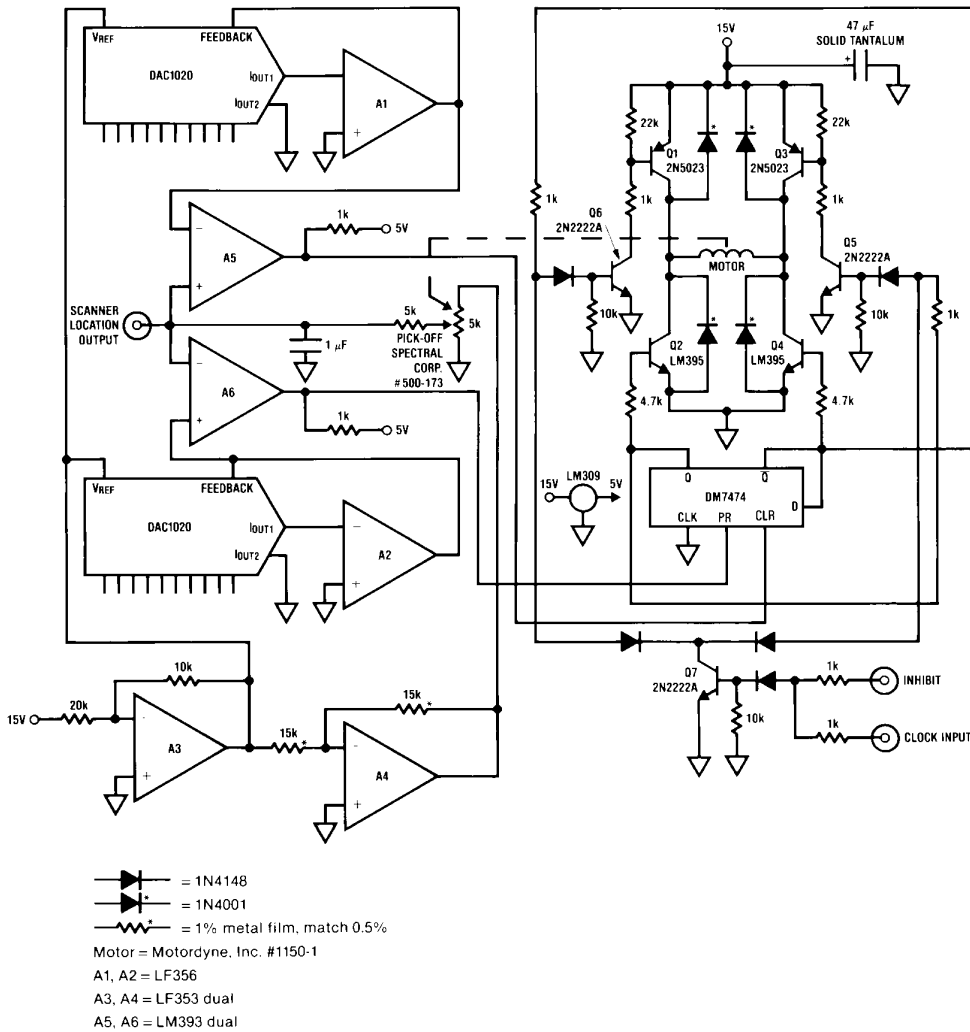 VREF
FEEDBACK
DAC1020
IOUT1
IOUT2
A1
−
+
15V
47 μF
SOLID TANTALUM
+
22k
22k
*
*
Q1
2N5023
Q3
2N5023
1k
1k
1k
Q6
2N2222A
Q5
2N2222A
MOTOR
10k
10k
1k
−
A5
+
1k
5V
SCANNER
LOCATION
OUTPUT
5k
5k
PICK-OFF
SPECTRAL
CORP.
#500-173
1 μF
−
A6
+
1k
5V
*
*
Q2
LM395
Q4
LM395
4.7k
4.7k
LM309
15V
5V
Q
Q
DM7474
D
CLK
PR
CLR
VREF
FEEDBACK
DAC1020
IOUT1
IOUT2
−
A2
+
Q7
2N2222A
10k
1k
INHIBIT
1k
CLOCK INPUT
15V
20k
10k
-
A3
+
15k
*
15k
*
−
A4
+
= 1N4148
* = 1N4001
* = 1% metal film, match 0.5%
Motor = Motordyne, Inc. #1150-1
A1, A2 = LF356
A3, A4 = LF353 dual
A5, A6 = LM393 dual